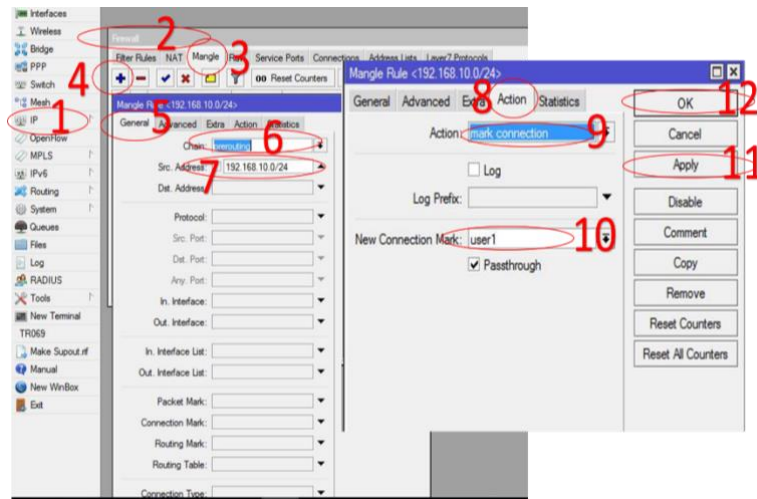 Interfaces
Wireless
Bridge
PPP
Switch
Mesh
IP
OpenFlow
MPLS
IPv6
Routing
System
Queues
Files
Log
RADIUS
Tools
New Terminal
TR069
Make Supout.rif
Manual
New WinBox
Exit
1
2
3
4
Firewall
Filter Rules NAT Mangle Service Ports Connections Address Lists Layer7 Protocols
00 Reset Counters
Mangle Rule <192.168.10.0/24>
General Advanced Extra Action Statistics
5
6
7
Chain: prerouting
Src. Address: 192.168.10.0/24
Dst. Address:
Protocol:
Src. Port:
Dst. Port:
Any. Port:
In. Interface:
Out. Interface:
In. Interface List:
Out. Interface List:
Packet Mark:
Connection Mark:
Routing Mark:
Routing Table:
Connection Type:
Mangle Rule <192.168.10.0/24>
General Advanced Extra Action Statistics
8
Action: mark connection
9
Log
Log Prefix:
New Connection Mark: user1
10
Passthrough
OK
12
Cancel
Apply
11
Disable
Comment
Copy
Remove
Reset Counters
Reset All Counters